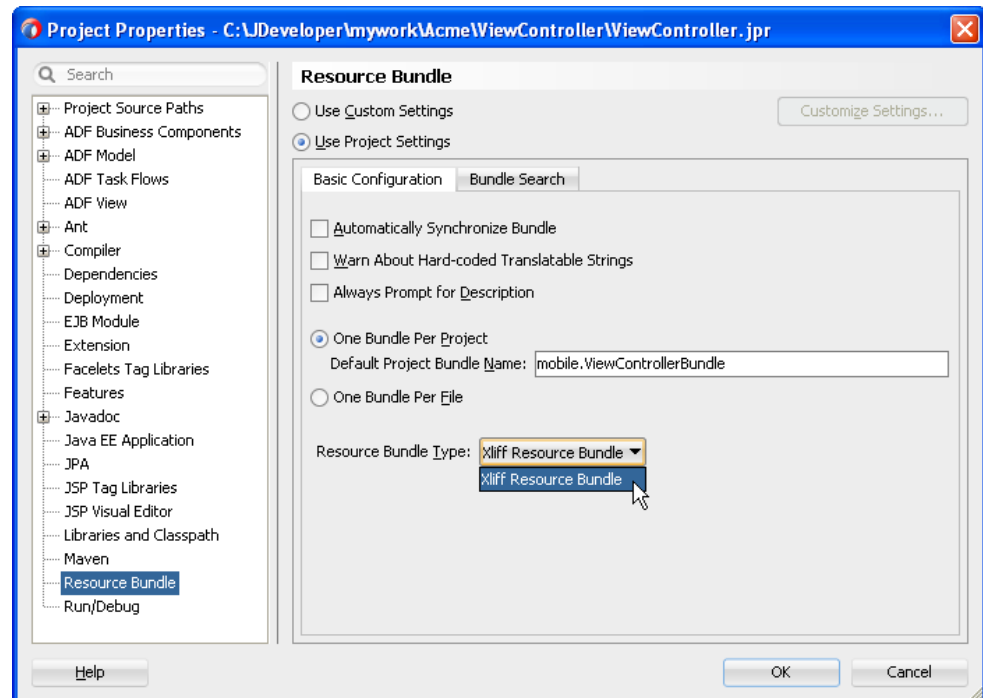 Project Properties - C:\JDeveloper\mywork\Acme\ViewController\ViewController.jpr
Search
Project Source Paths
ADF Business Components
ADF Model
ADF Task Flows
ADF View
Ant
Compiler
Dependencies
Deployment
EJB Module
Extension
Facelets Tag Libraries
Features
Javadoc
Java EE Application
JPA
JSP Tag Libraries
JSP Visual Editor
Libraries and Classpath
Maven
Resource Bundle
Run/Debug
Resource Bundle
Use Custom Settings
Customize Settings...
Use Project Settings
Basic Configuration
Bundle Search
Automatically Synchronize Bundle
Warn About Hard-coded Translatable Strings
Always Prompt for Description
One Bundle Per Project
Default Project Bundle Name: mobile.ViewControllerBundle
One Bundle Per File
Resource Bundle Type: Xliff Resource Bundle
Xliff Resource Bundle
Help
OK
Cancel